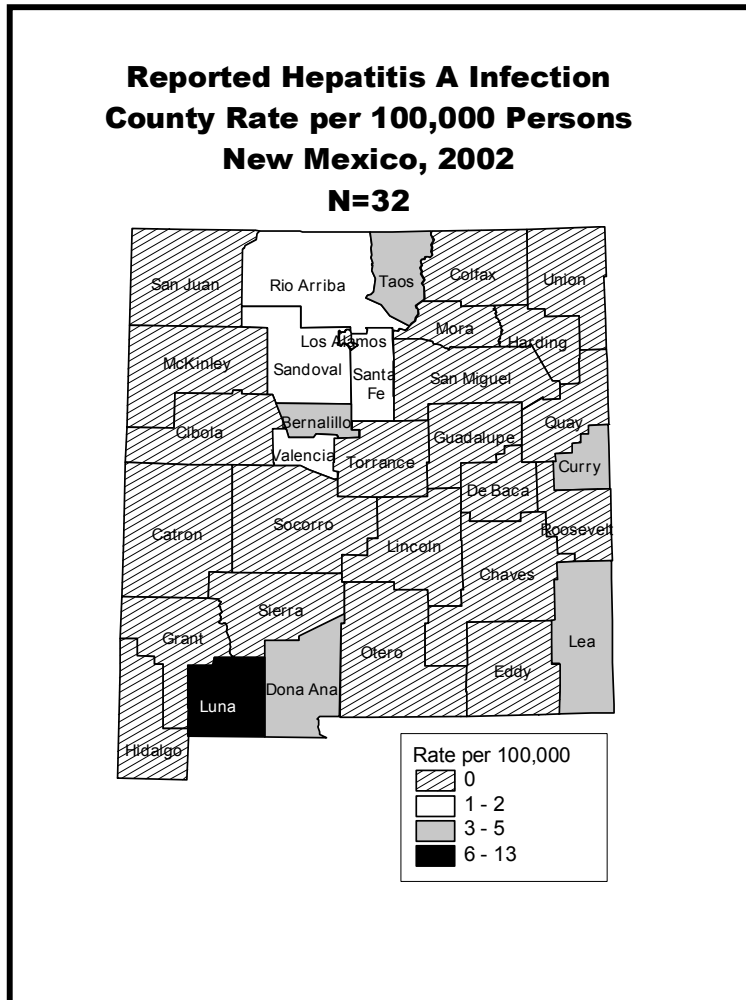 Reported Hepatitis A Infection
County Rate per 100,000 Persons
New Mexico, 2002
N=32
San Juan
Rio Arriba
Taos
Colfax
Union
Mora
Harding
Los Alamos
McKinley
Sandoval
Santa
Fe
San Miguel
Quay
Cibola
Bernalillo
Guadalupe
Valencia
Torrance
Curry
De Baca
Catron
Socorro
Roosevelt
Lincoln
Chaves
Sierra
Grant
Otero
Lea
Eddy
Luna
Dona Ana
Hidalgo
Rate per 100,000
0
1 - 2
3 - 5
6 - 13